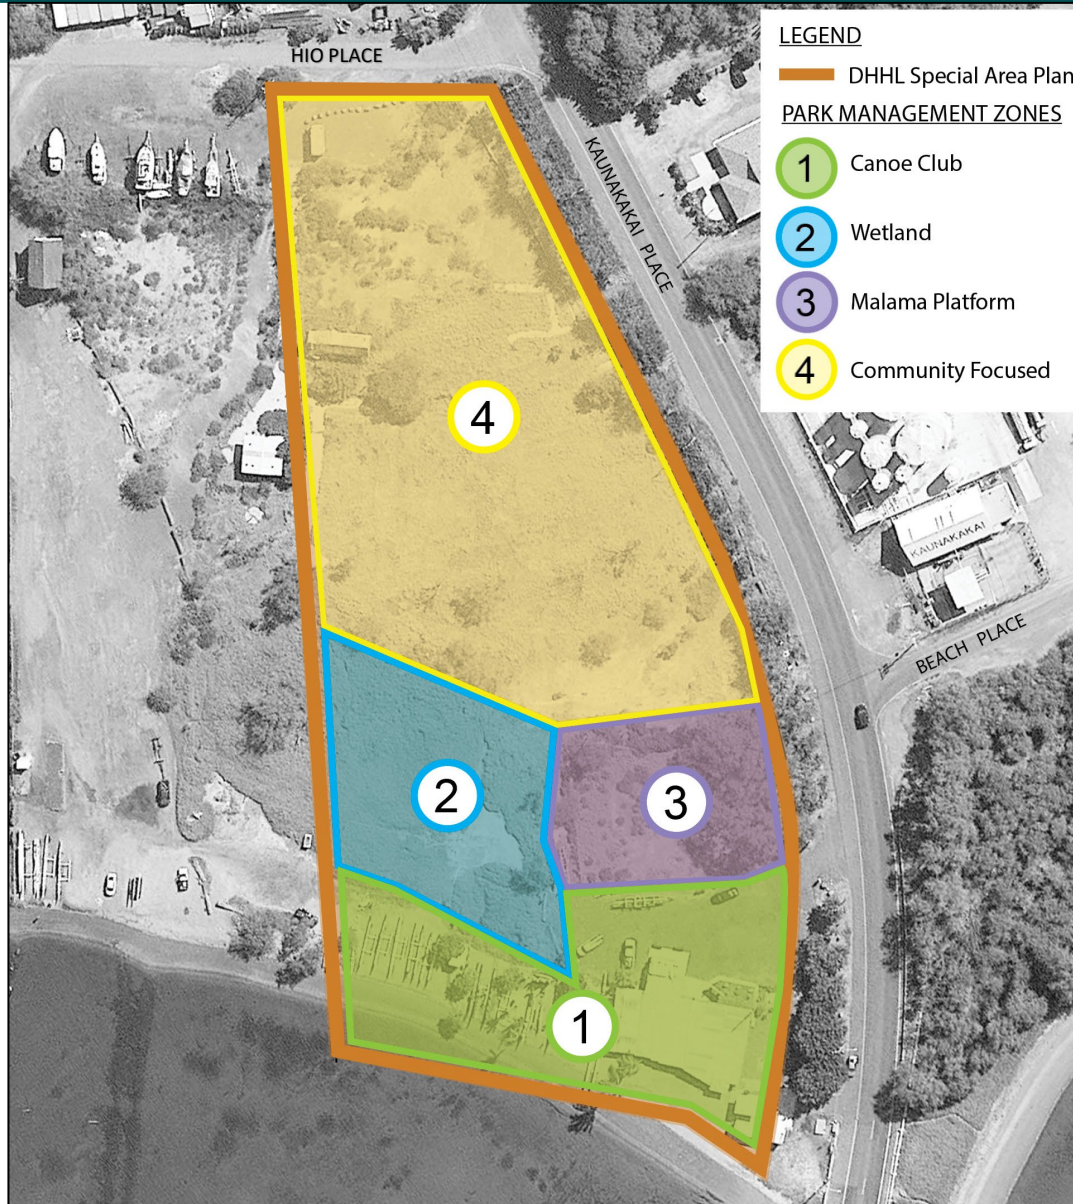 HIO PLACE
KAUNAKAKAI PLACE
LEGEND
DHHL Special Area Plan
PARK MANAGEMENT ZONES
1 Canoe Club
2 Wetland
3 Malama Platform
4 Community Focused
4
KAUNAKAKAI
BEACH PLACE
2
3
1